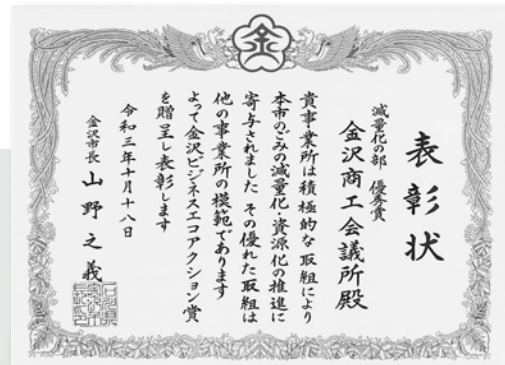 金
表彰状
減量化の部 優秀賞
金沢商工会議所殿
貴事業所は積極的な取組により
本市のごみの減量化・資源化の推進に
寄与されました その優れた取組は
他の事業所の模範であります
よって金沢ビジネスエコアクション賞
を贈呈し表彰します
令和三年十月十八日
金沢市長 山野之義